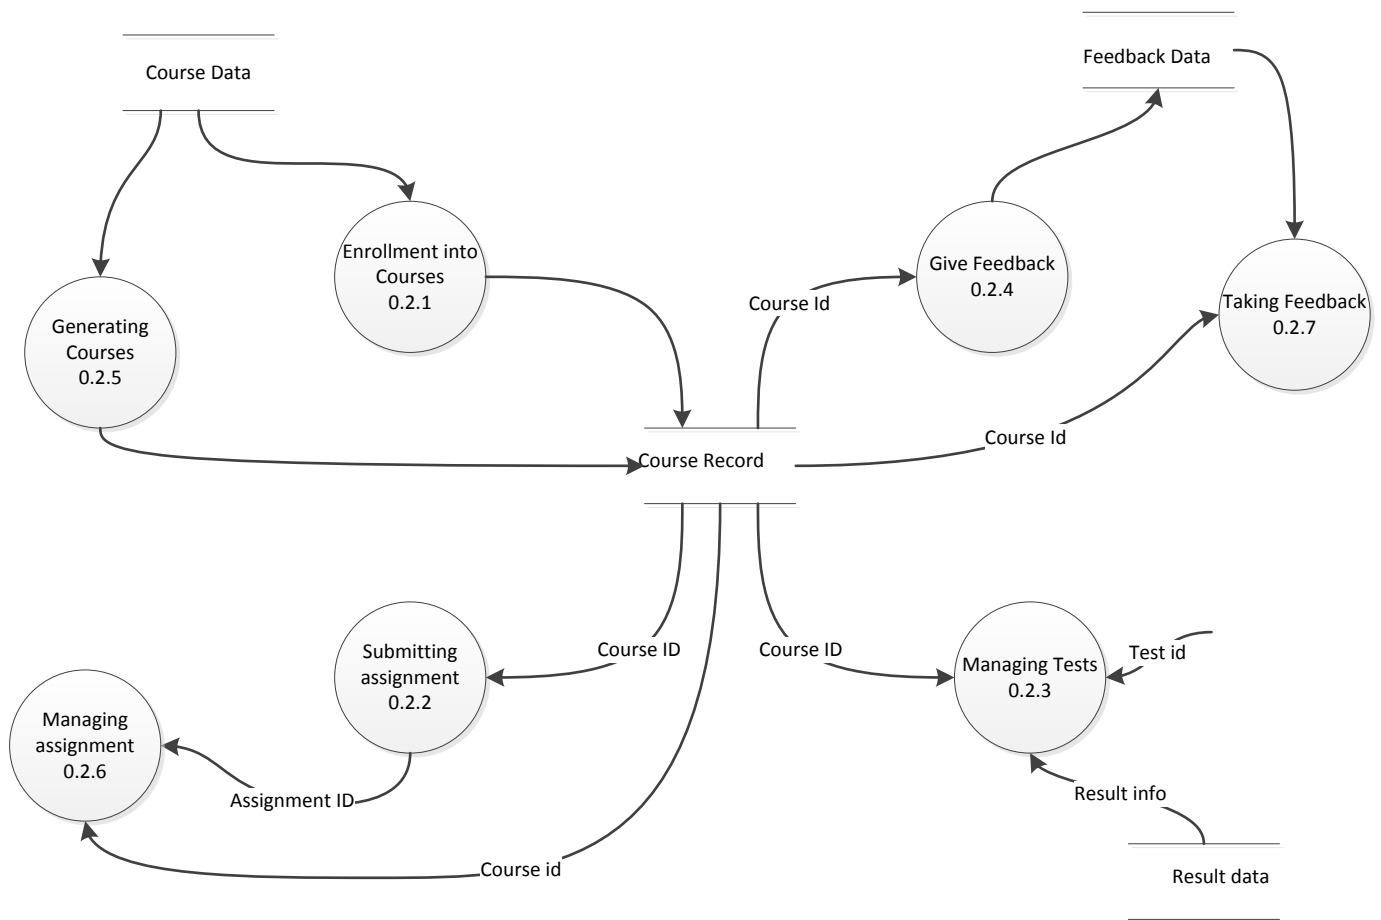 Course Data
Feedback Data
Enrollment into
Courses
0.2.1
Give Feedback
0.2.4
Taking Feedback
0.2.7
Course Id
Generating
Courses
0.2.5
Course Id
Course Record
Submitting
assignment
0.2.2
Course ID
Course ID
Managing Tests
0.2.3
Test id
Managing
assignment
0.2.6
Assignment ID
Result info
Course id
Result data